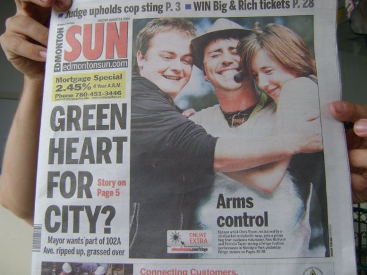 Judge upholds cop sting P. 3 ■ WIN Big & Rich tickets P. 28
EDMONTON
SUN
edmontonsun.com
Mortgage Special
2.45%
Phone 780-451-3446
GREEN
HEART
FOR
CITY?
Story on
Page 5
Mayor wants part of 102A
Ave. ripped up, grassed over
Arms
control
ONLINE
EXTRA
Connecting Customers.